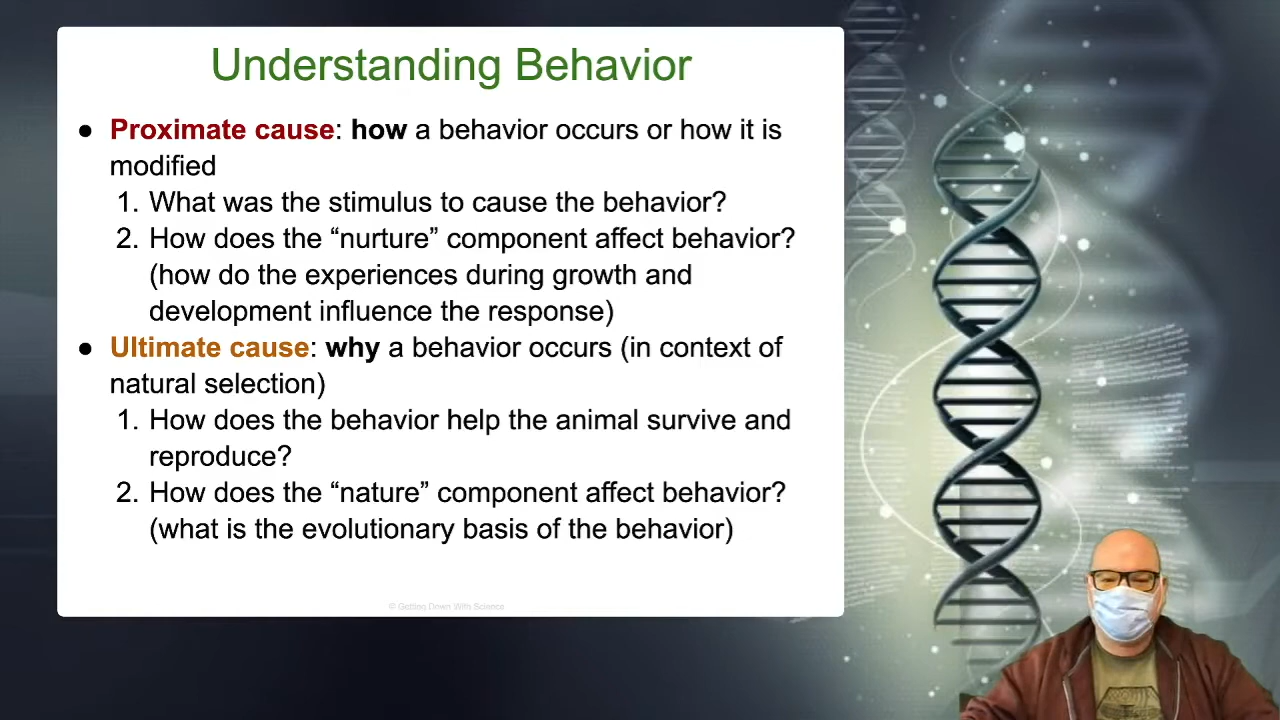 Understanding Behavior
● Proximate cause: how a behavior occurs or how it is
modified
1. What was the stimulus to cause the behavior?
2. How does the “nurture” component affect behavior?
(how do the experiences during growth and
development influence the response)
● Ultimate cause: why a behavior occurs (in context of
natural selection)
1. How does the behavior help the animal survive and
reproduce?
2. How does the “nature” component affect behavior?
(what is the evolutionary basis of the behavior)
© Getting Down With Science